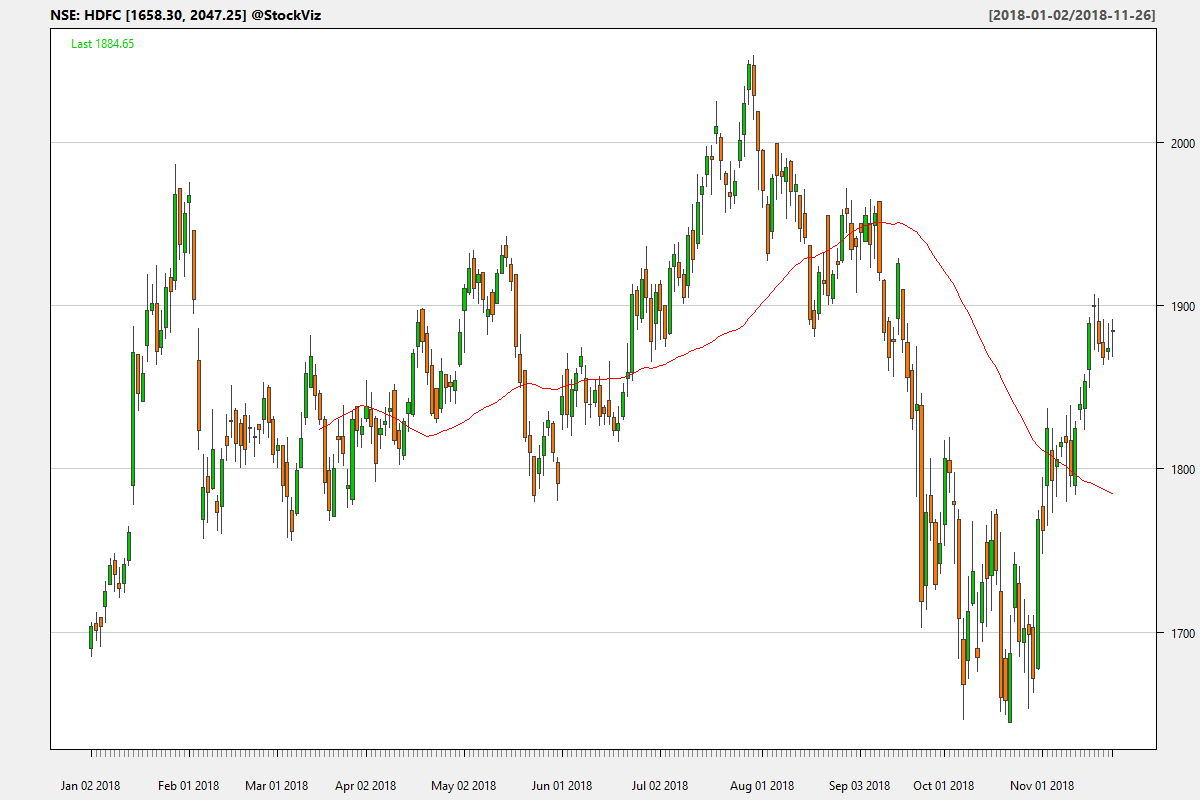 NSE: HDFC [1658.30, 2047.25] @StockViz [2018-01-02/2018-11-26]
Last 1884.65
2000
1900
1800
1700
Jan 02 2018 Feb 01 2018 Mar 01 2018 Apr 02 2018 May 02 2018 Jun 01 2018 Jul 02 2018 Aug 01 2018 Sep 03 2018 Oct 01 2018 Nov 01 2018